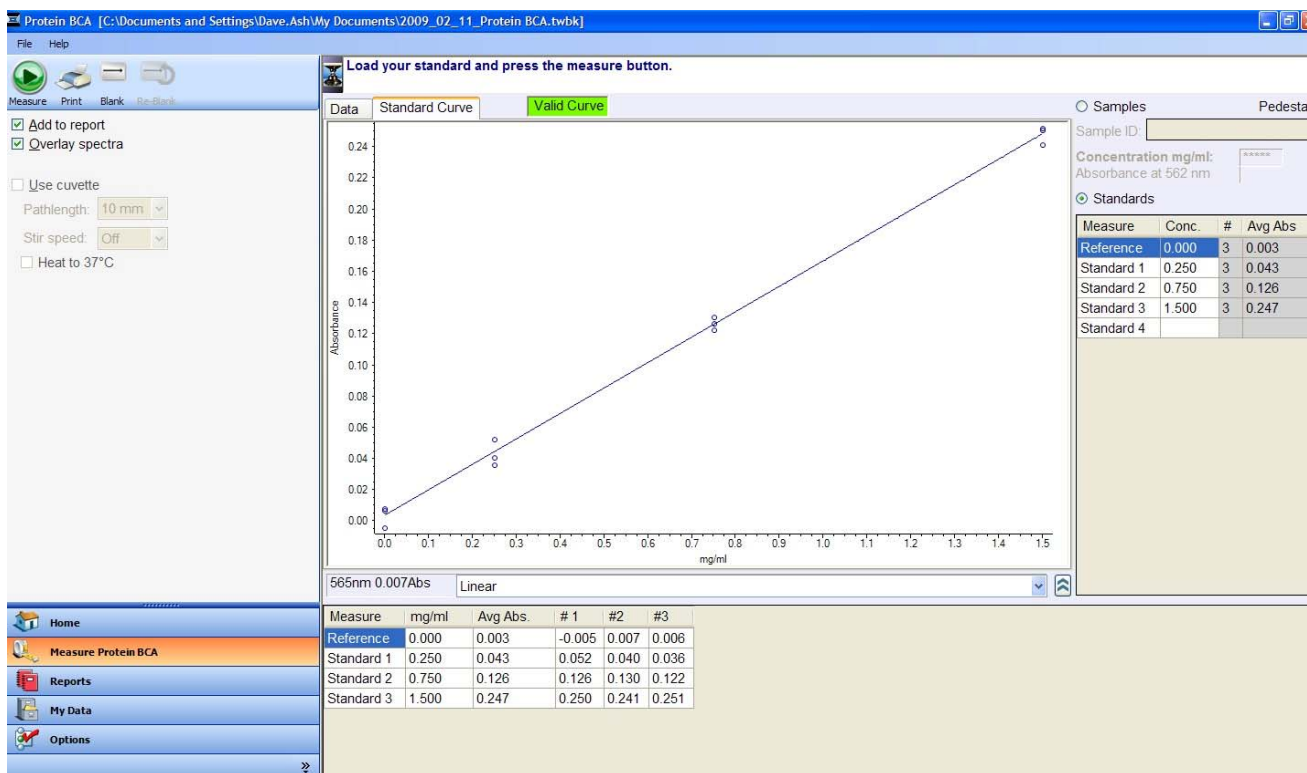 Protein BCA [C:\Documents and Settings\Dave.Ash\My Documents\2009_02_11_Protein BCA.twbk]
File Help
Measure Print Blank Re-Blank
Add to report
Overlay spectra
Use cuvette
Pathlength: 10 mm
Stir speed: Off
Heat to 37°C
Load your standard and press the measure button.
Data Standard Curve Valid Curve
0.24
0.22
0.20
0.18
0.16
0.14
0.12
0.10
0.08
0.06
0.04
0.02
0.00
Absorbance
0.0 0.1 0.2 0.3 0.4 0.5 0.6 0.7 0.8 0.9 1.0 1.1 1.2 1.3 1.4 1.5
mg/ml
565nm 0.007Abs Linear
Samples Pedesta
Sample ID:
Concentration mg/ml: *****
Absorbance at 562 nm
Standards
Measure Conc. # Avg Abs
Reference 0.000 3 0.003
Standard 1 0.250 3 0.043
Standard 2 0.750 3 0.126
Standard 3 1.500 3 0.247
Standard 4
Home
Measure Protein BCA
Reports
My Data
Options
Measure mg/ml Avg Abs. # 1 #2 #3
Reference 0.000 0.003 -0.005 0.007 0.006
Standard 1 0.250 0.043 0.052 0.040 0.036
Standard 2 0.750 0.126 0.126 0.130 0.122
Standard 3 1.500 0.247 0.250 0.241 0.251